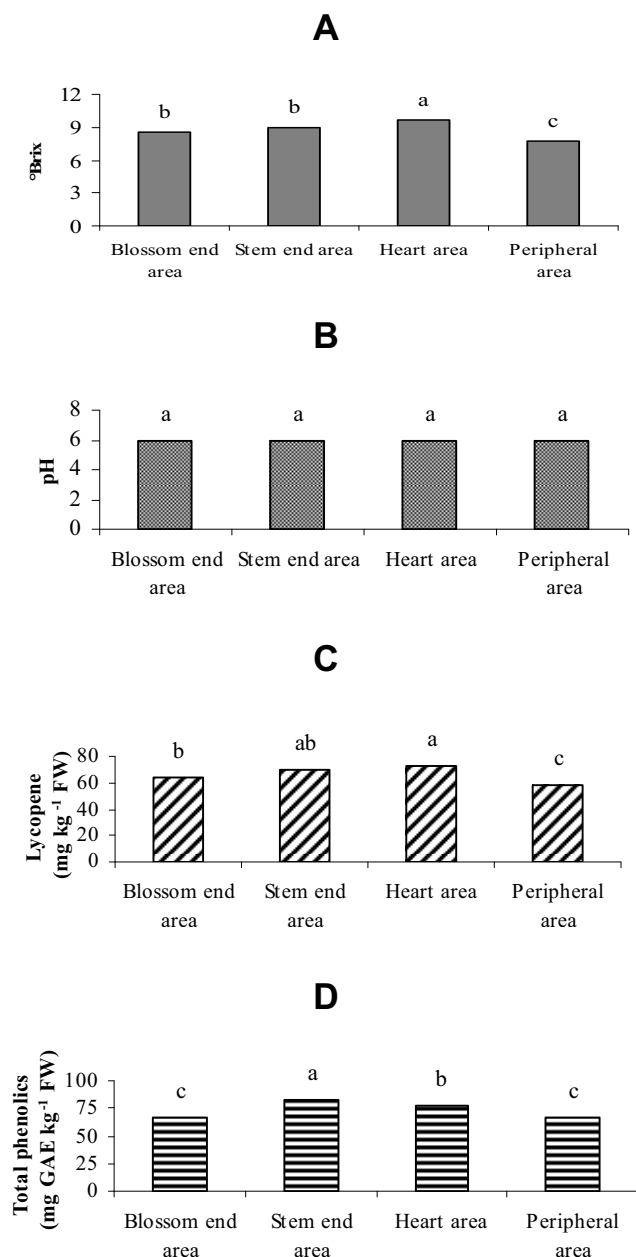 A
12
9
6
3
0
°Brix
b b a c
Blossom end area
Stem end area
Heart area
Peripheral area
B
8
6
4
2
0
pH
a a a a
Blossom end area
Stem end area
Heart area
Peripheral area
C
80
60
40
20
0
Lycopene
(mg kg -1 FW)
b ab a c
Blossom end area
Stem end area
Heart area
Peripheral area
D
100
75
50
25
0
Total phenolics
(mg GAE kg-1 FW)
c a b c
Blossom end area
Stem end area
Heart area
Peripheral area